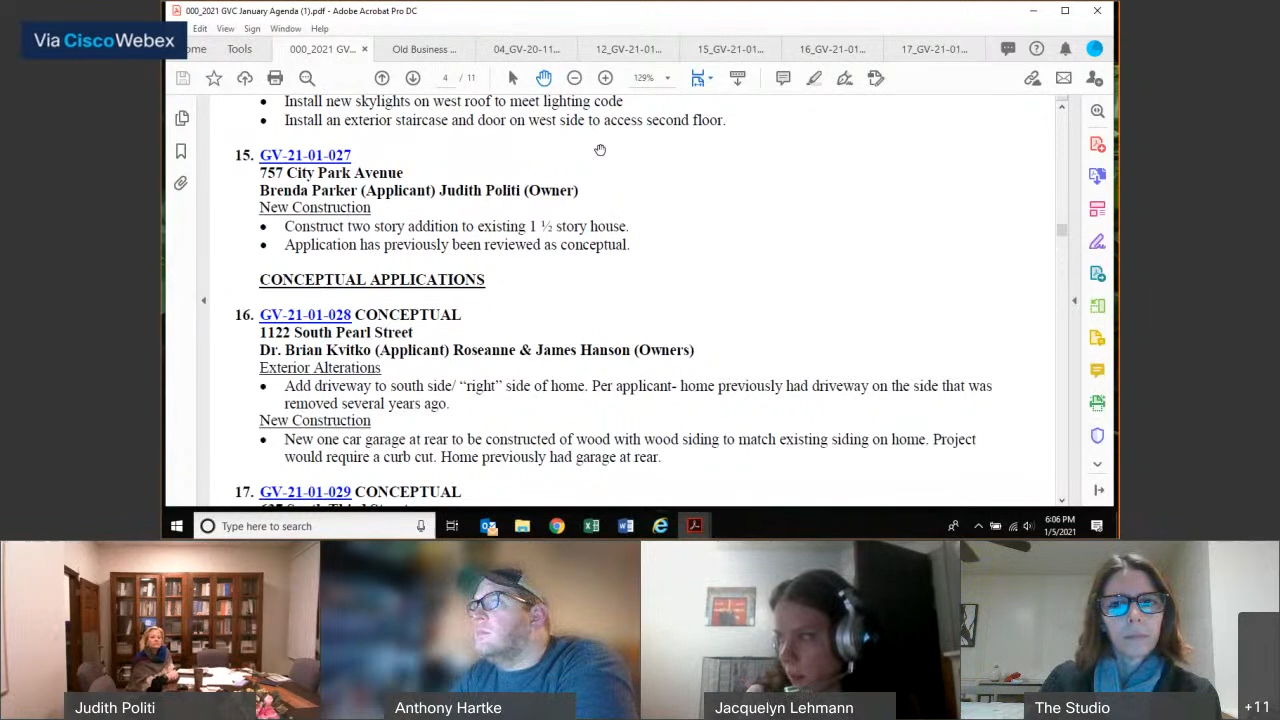 000_2021 GVC January Agenda (1).pdf - Adobe Acrobat Pro DC
Via Cisco Webex
Edit View Sign Window Help
Tools
000_2021 GV...
Old Business ...
04_GV-20-11...
12_GV-21-01...
15_GV-21-01...
16_GV-21-01...
17_GV-21-01...
4 / 11
129%
• Install new skylights on west roof to meet lighting code
• Install an exterior staircase and door on west side to access second floor.
15. GV-21-01-027
757 City Park Avenue
Brenda Parker (Applicant) Judith Politi (Owner)
New Construction
• Construct two story addition to existing 1 ½ story house.
• Application has previously been reviewed as conceptual.
CONCEPTUAL APPLICATIONS
16. GV-21-01-028 CONCEPTUAL
1122 South Pearl Street
Dr. Brian Kvitko (Applicant) Roseanne & James Hanson (Owners)
Exterior Alterations
• Add driveway to south side/ “right” side of home. Per applicant- home previously had driveway on the side that was
removed several years ago.
New Construction
• New one car garage at rear to be constructed of wood with wood siding to match existing siding on home. Project
would require a curb cut. Home previously had garage at rear.
17. GV-21-01-029 CONCEPTUAL
Type here to search
6:06 PM
1/5/2021
Judith Politi
Anthony Hartke
Jacquelyn Lehmann
The Studio
+11